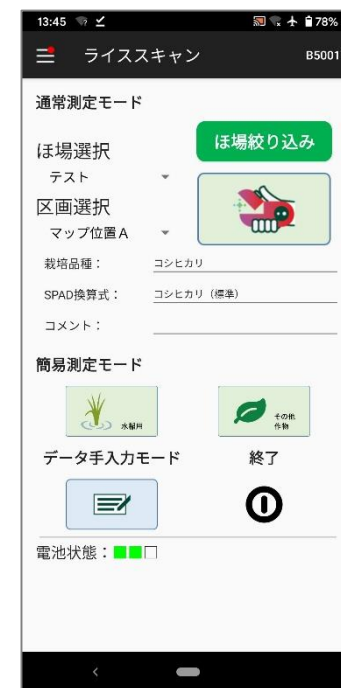 13:45 78%
ライススキャン B5001
通常測定モード
ほ場選択 ほ場絞り込み
テスト
区画選択
マップ位置A
栽培品種： コシヒカリ
SPAD換算式： コシヒカリ（標準）
コメント：
簡易測定モード
水稲用 その他
作物
データ手入力モード 終了
電池状態：